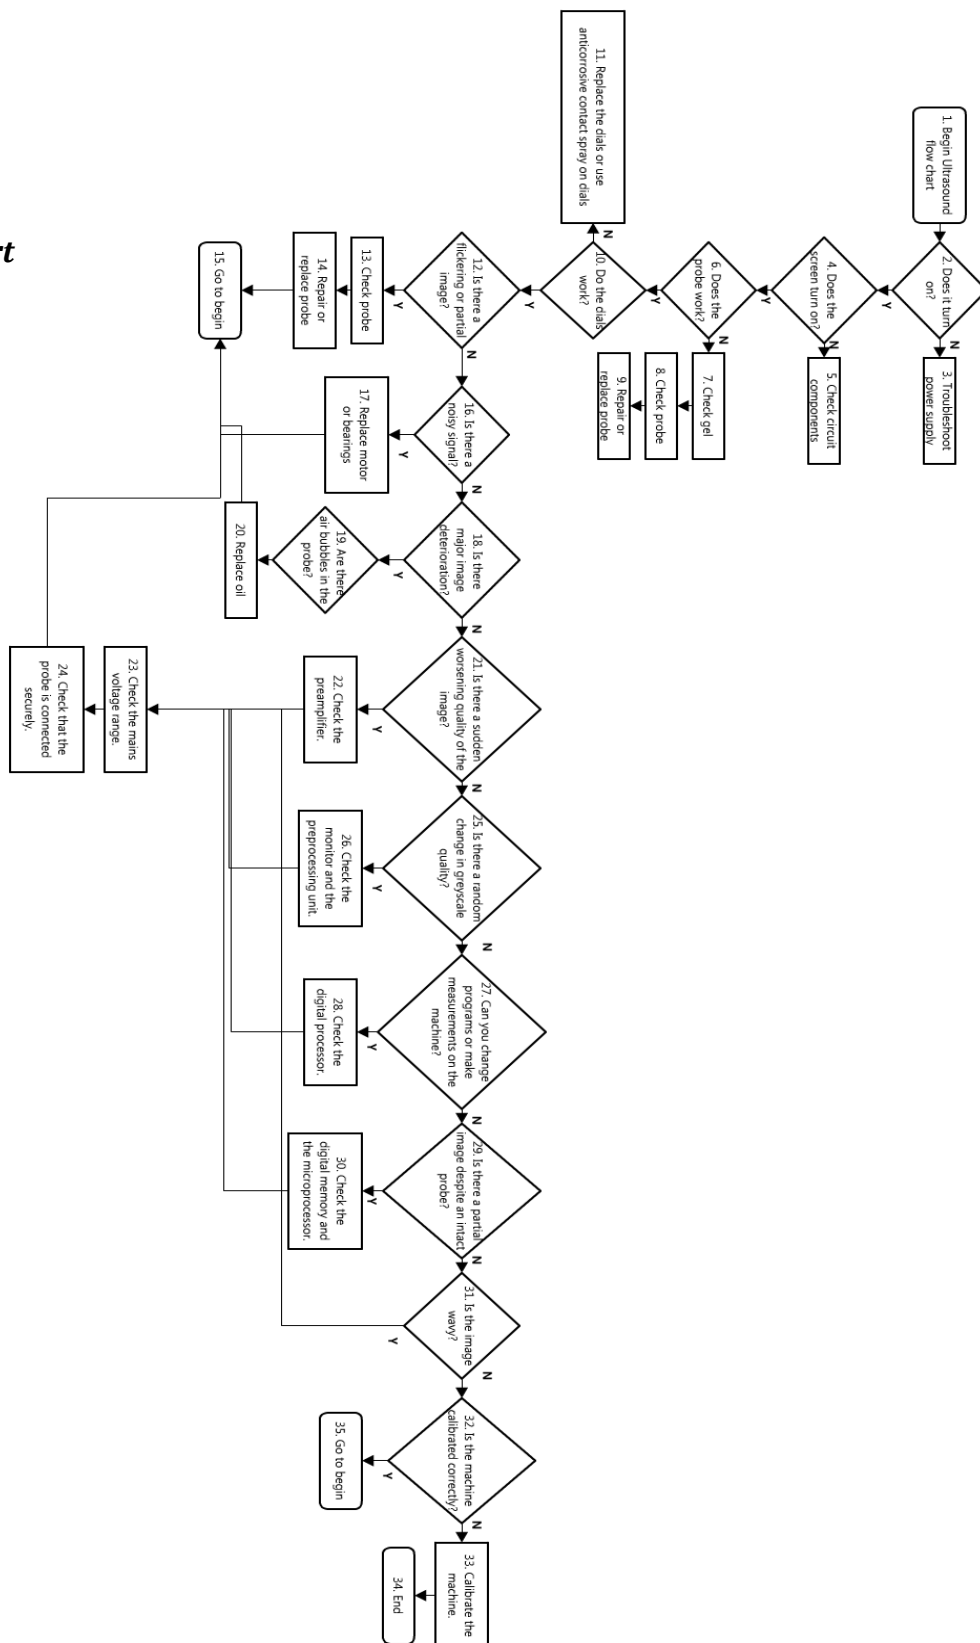 rt
1. Begin Ultrasound
flow chart
2. Does it turn
on?
Y
N
3. Troubleshoot
power supply
4. Does the
screen turn on?
Y
N
5. Check circuit
components
6. Does the
probe work?
Y
N
7. Check gel
8. Check probe
9. Repair or
replace probe
10. Do the dials
work?
N
Y
11. Replace the dials or use
anticorrosive contact spray on dials
12. Is there a
flickering or partial
image?
Y
N
13. Check probe
14. Repair or
replace probe
15. Go to begin
16. Is there a
noisy signal?
Y
N
17. Replace motor
or bearings
18. Is there
major image
deterioration?
Y
N
19. Are there
air bubbles in the
probe?
20. Replace oil
21. Is there a sudden
worsening quality of the
image?
Y
N
22. Check the
preamplifier.
23. Check the mains
voltage range.
24. Check that the
probe is connected
securely.
25. Is there a random
change in greyscale
quality?
Y
N
26. Check the
monitor and the
preprocessing unit.
27. Can you change
programs or make
measurements on the
machine?
Y
N
28. Check the
digital processor.
29. Is there a partial
image despite an intact
probe?
Y
N
30. Check the
digital memory and
the microprocessor.
31. Is the image
wavy?
Y
N
32. Is the machine
calibrated correctly?
Y
N
33. Calibrate the
machine.
34. End
35. Go to begin